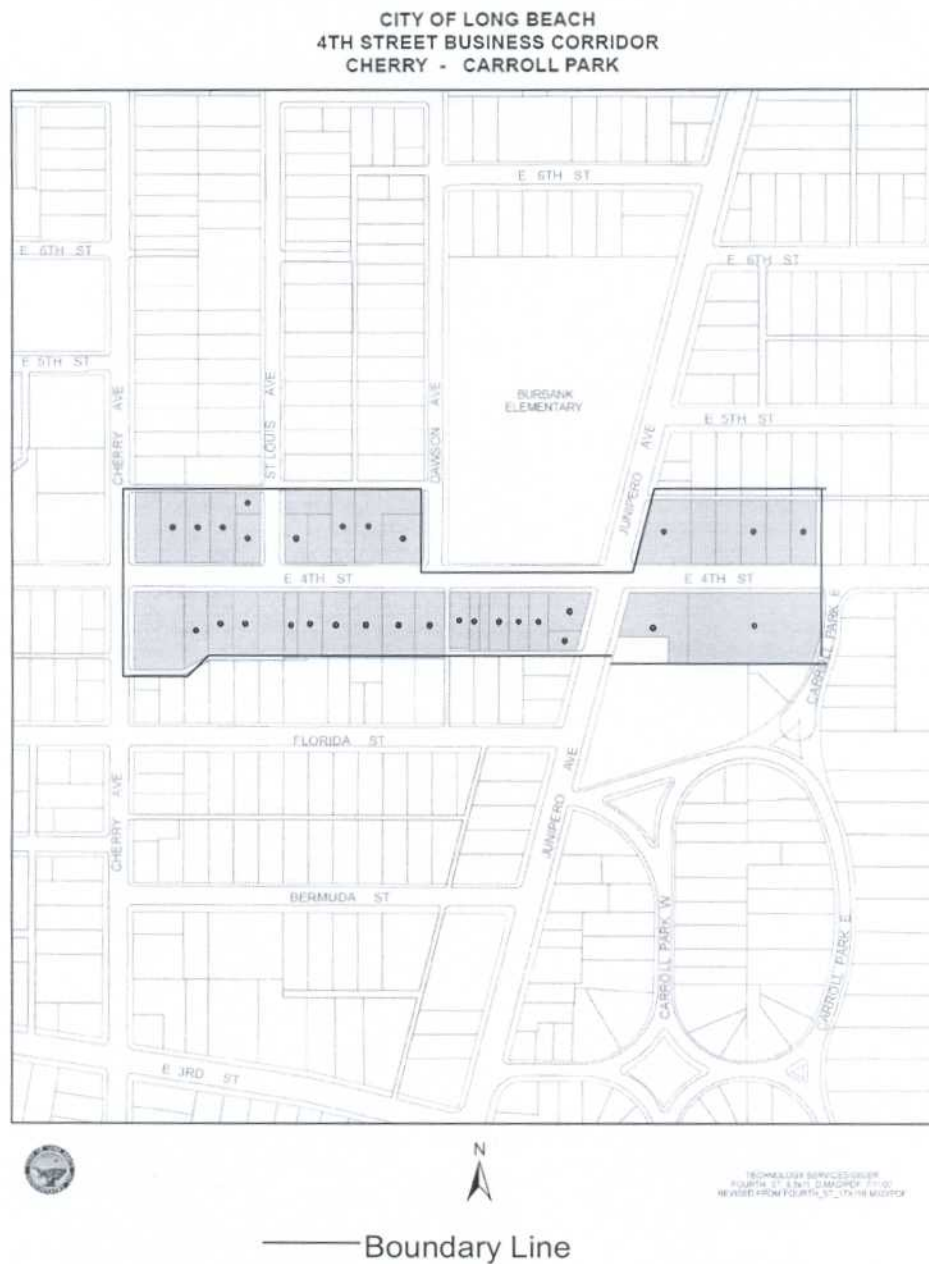 CITY OF LONG BEACH
4TH STREET BUSINESS CORRIDOR
CHERRY - CARROLL PARK
E 6TH ST
E 6TH ST
E 6TH ST
E 5TH ST
CHERRY AVE
ST LOUIS AVE
DAWSON AVE
BURBANK
ELEMENTARY
JUNIPERO AVE
E 5TH ST
E 4TH ST
E 4TH ST
CARROLL PARK E
FLORIDA ST
CHERRY AVE
JUNIPERO AVE
BERMUDA ST
CARROLL PARK W
CARROLL PARK E
E 3RD ST
N
Boundary Line